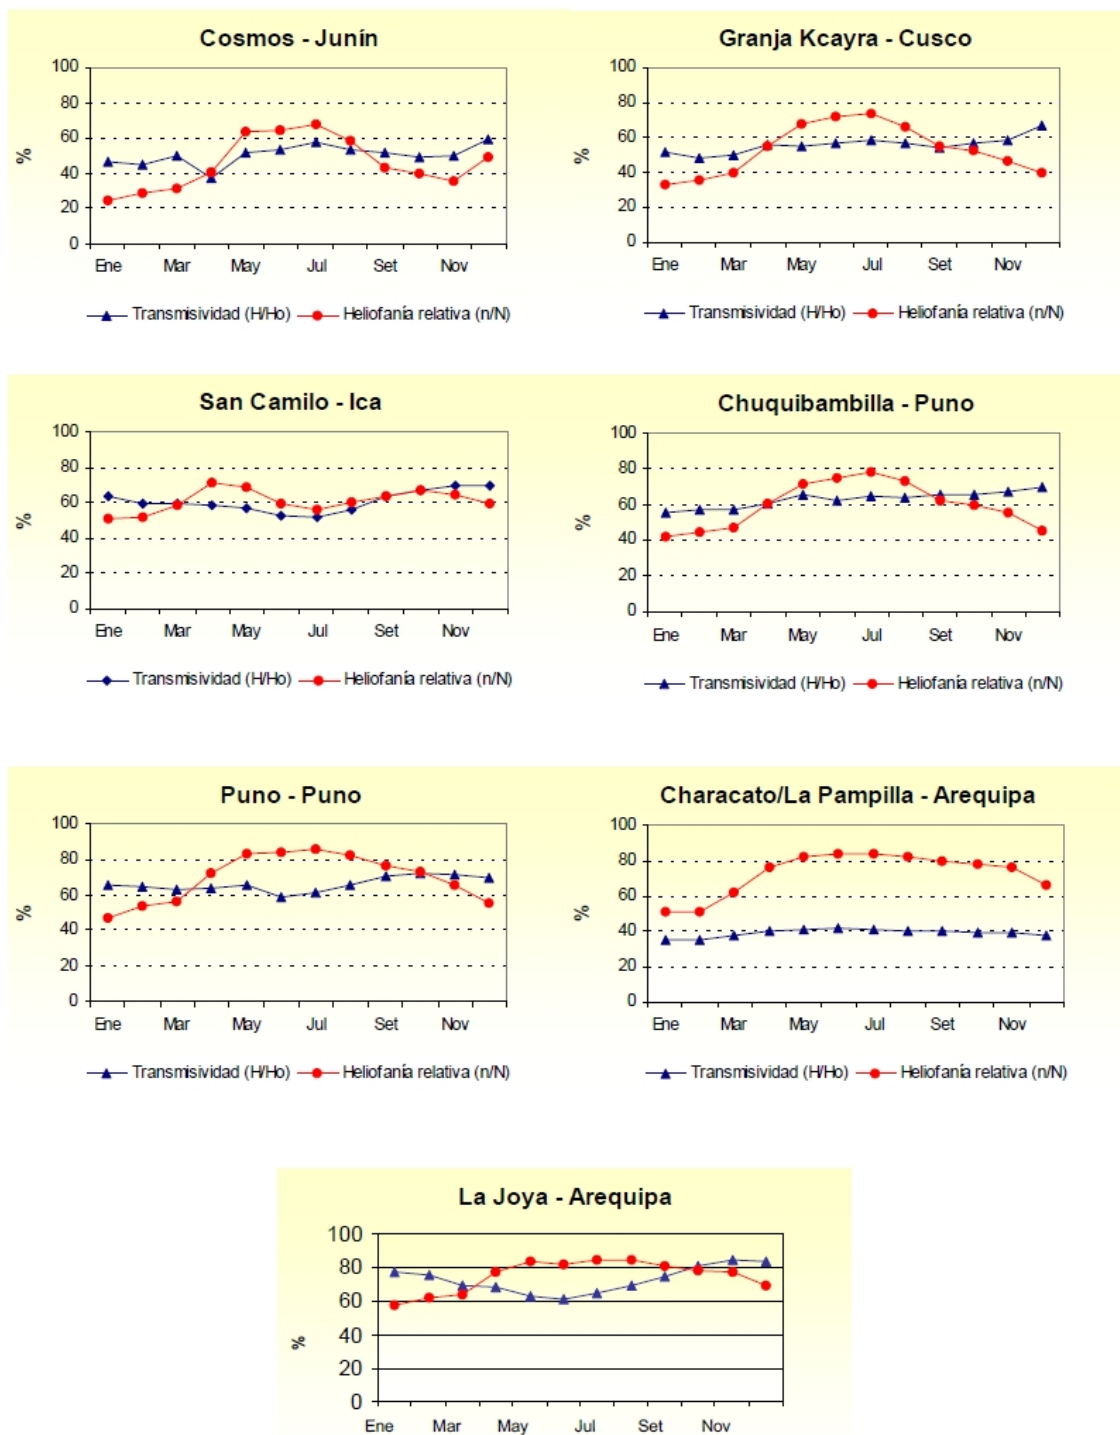 Cosmos - Junín
100
80
60
40
20
0
%
Ene Mar May Jul Set Nov
Transmisividad (H/Ho) Heliofanía relativa (n/N)
Granja Kcayra - Cusco
100
80
60
40
20
0
%
Ene Mar May Jul Set Nov
Transmisividad (H/Ho) Heliofanía relativa (n/N)
San Camilo - Ica
100
80
60
40
20
0
%
Ene Mar May Jul Set Nov
Transmisividad (H/Ho) Heliofanía relativa (n/N)
Chuquibambilla - Puno
100
80
60
40
20
0
%
Ene Mar May Jul Set Nov
Transmisividad (H/Ho) Heliofanía relativa (n/N)
Puno - Puno
100
80
60
40
20
0
%
Ene Mar May Jul Set Nov
Transmisividad (H/Ho) Heliofanía relativa (n/N)
Characato/La Pampilla - Arequipa
100
80
60
40
20
0
%
Ene Mar May Jul Set Nov
Transmisividad (H/Ho) Heliofanía relativa (n/N)
La Joya - Arequipa
100
80
60
40
20
0
%
Ene Mar May Jul Set Nov